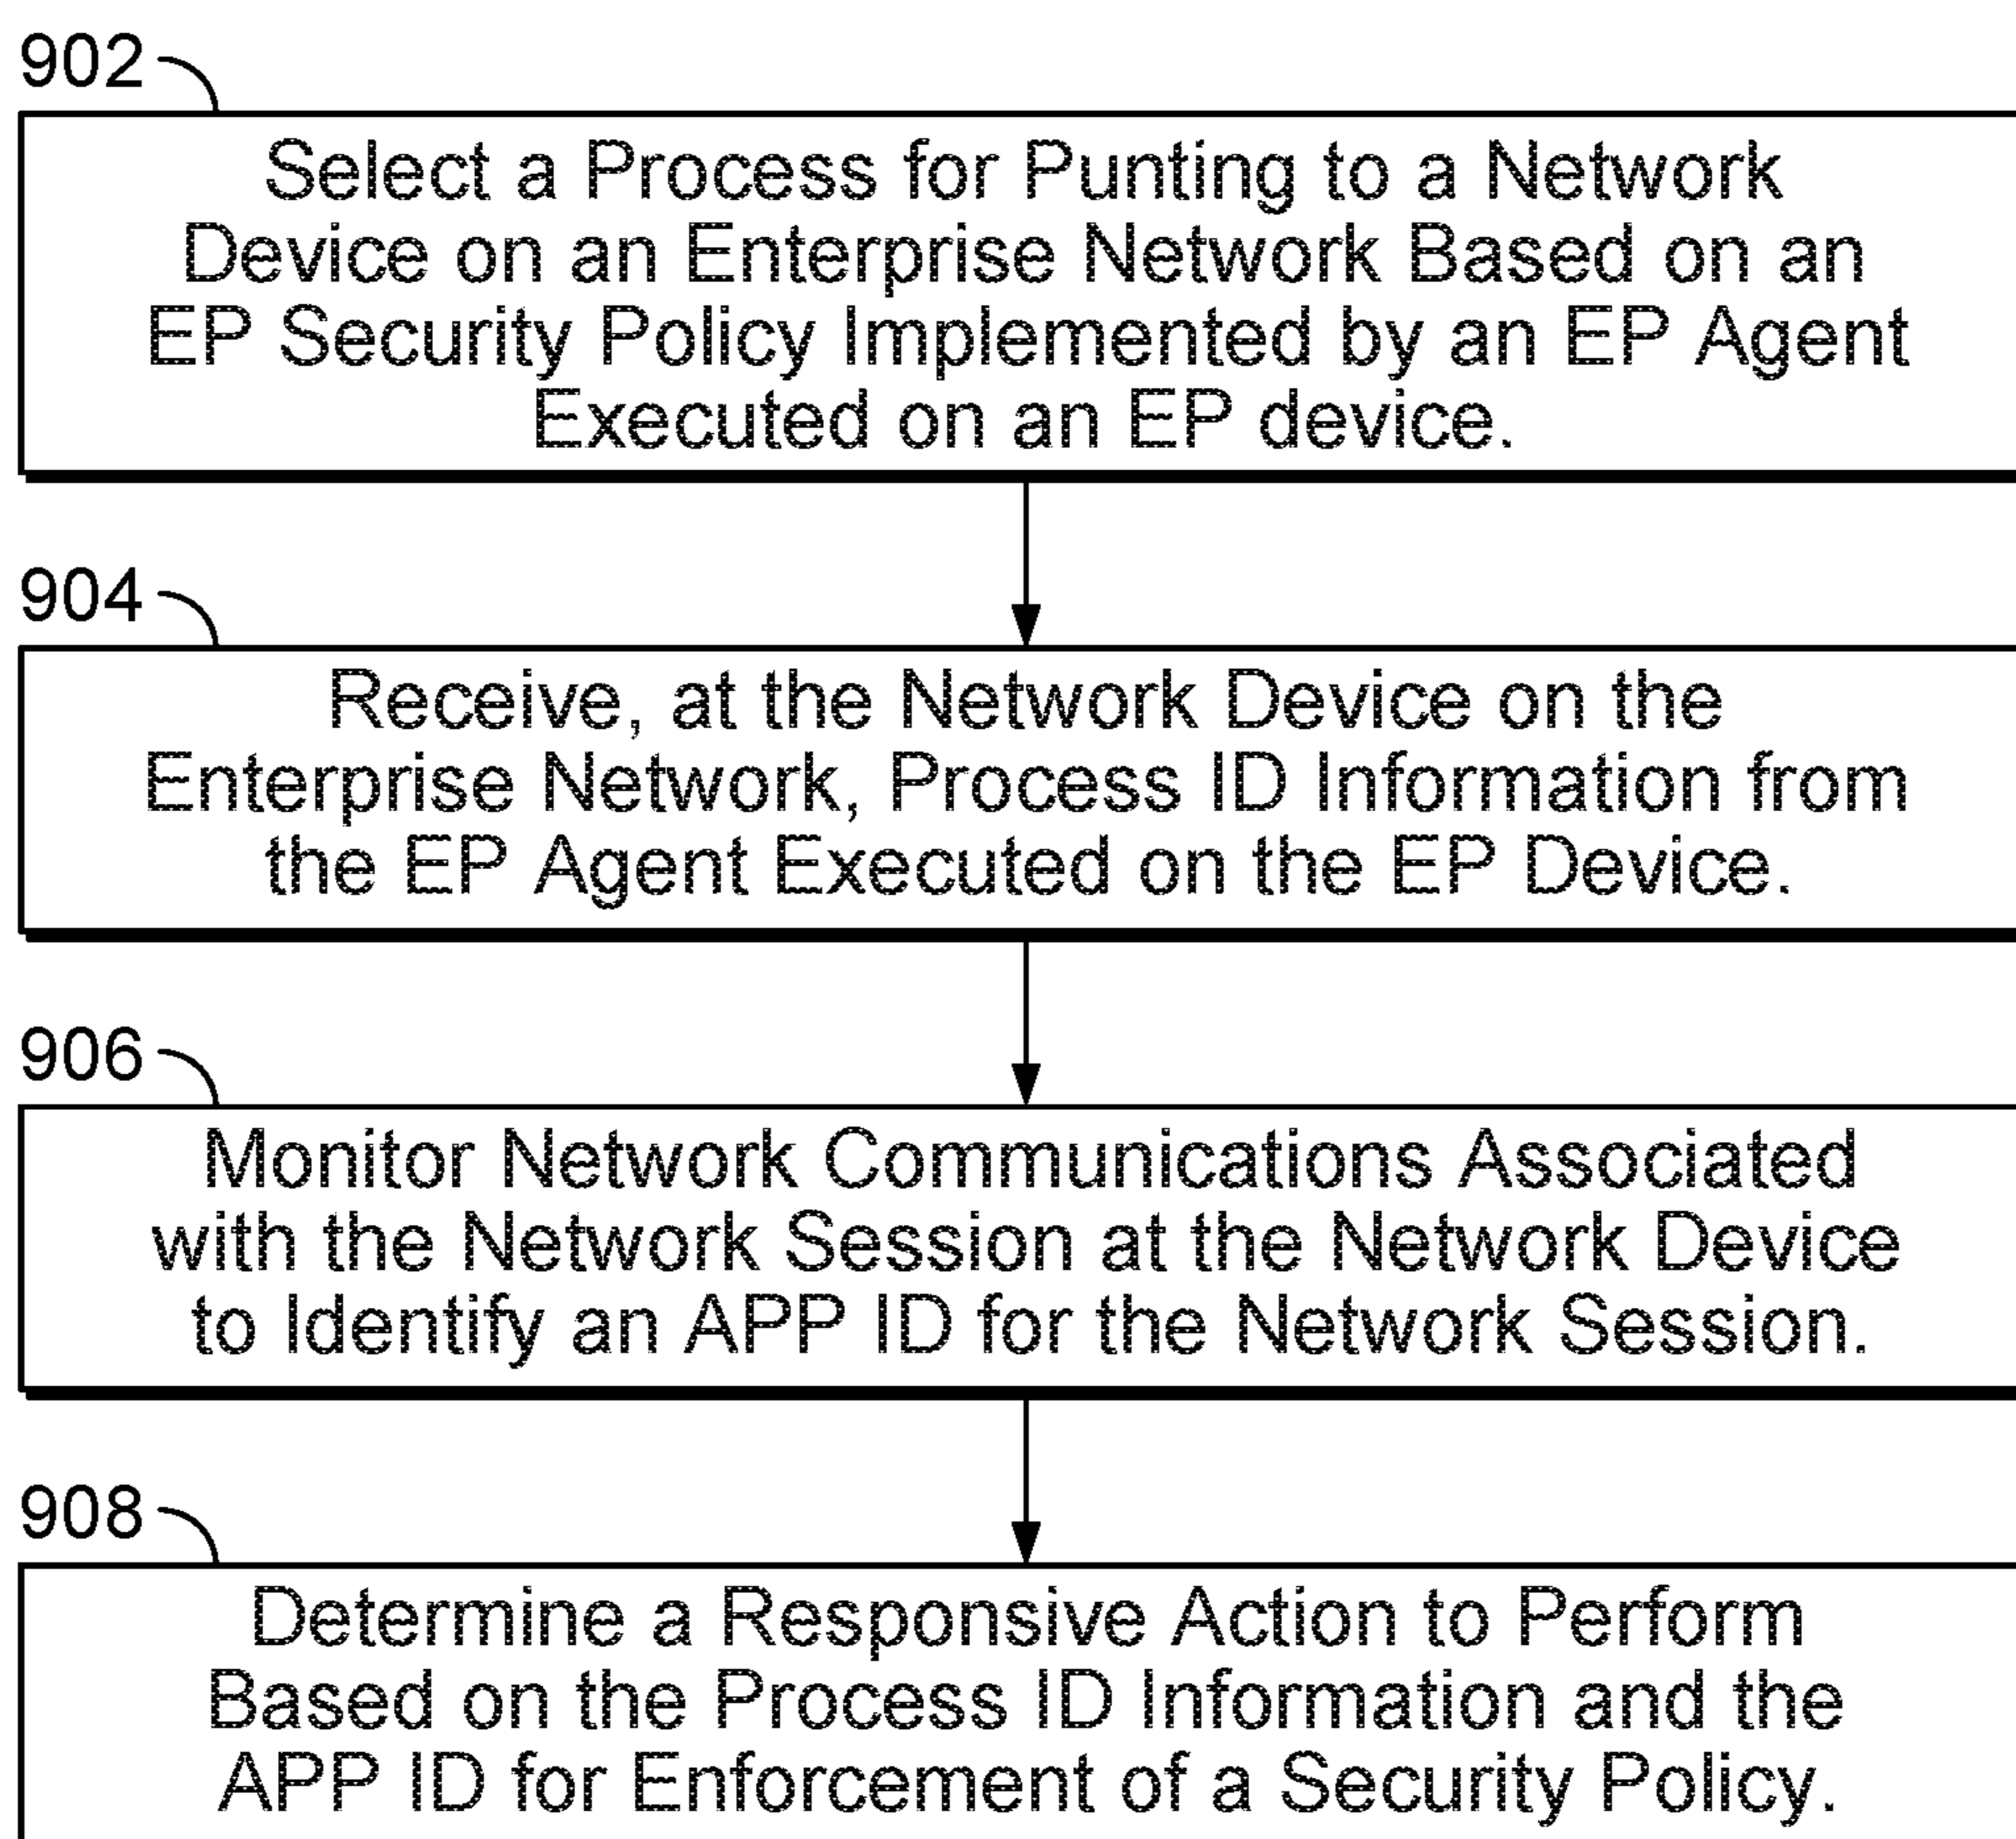 902
Select a Process for Punting to a Network
Device on an Enterprise Network Based on an
EP Security Policy Implemented by an EP Agent
Executed on an EP device.
904
Receive, at the Network Device on the
Enterprise Network, Process ID Information from
the EP Agent Executed on the EP Device.
906
Monitor Network Communications Associated
with the Network Session at the Network Device
to Identify an APP ID for the Network Session.
908
Determine a Responsive Action to Perform
Based on the Process ID Information and the
APP ID for Enforcement of a Security Policy.